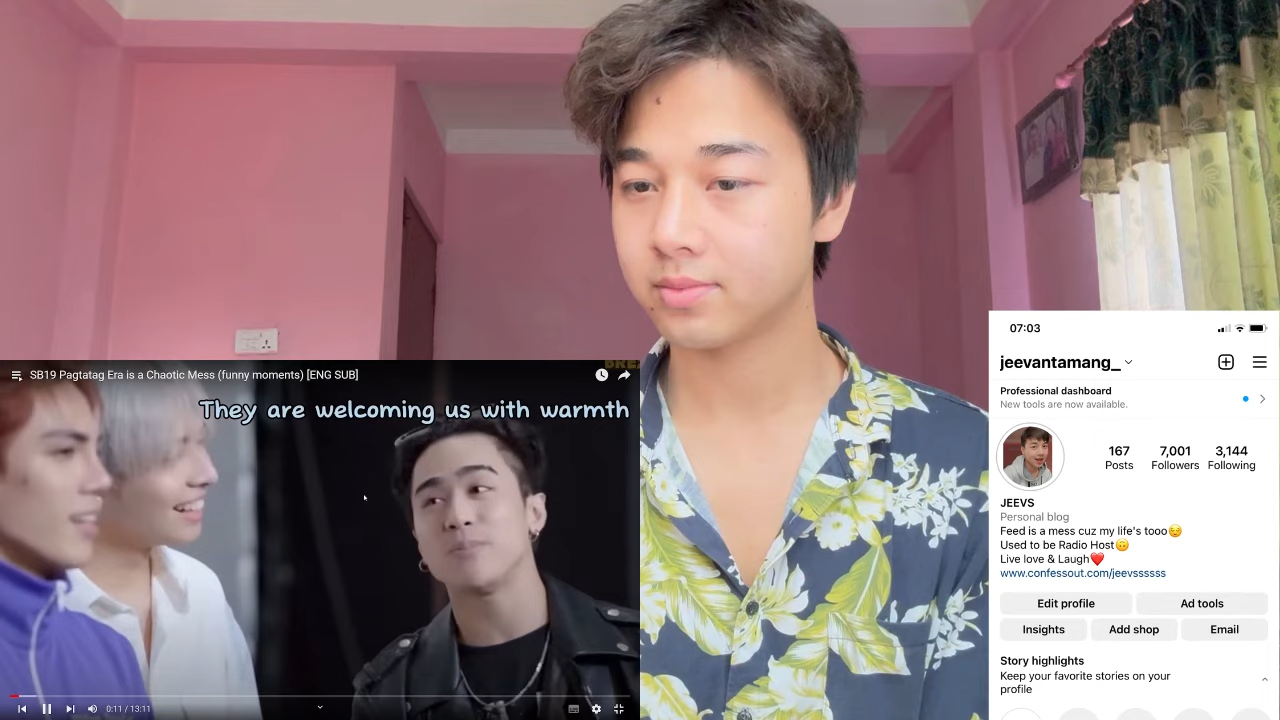 SB19 Pagtatag Era is a Chaotic Mess (funny moments) [ENG SUB]
They are welcoming us with warmth
0:11 / 13:11
07:03
jeevantamang_
Professional dashboard
New tools are now available.
167 7,001 3,144
Posts Followers Following
JEEVS
Personal blog
Feed is a mess cuz my life's tooo😌
Used to be Radio Host🙃
Live love & Laugh❤️
www.confessout.com/jeevssssss
Edit profile Ad tools
Insights Add shop Email
Story highlights
Keep your favorite stories on your
profile